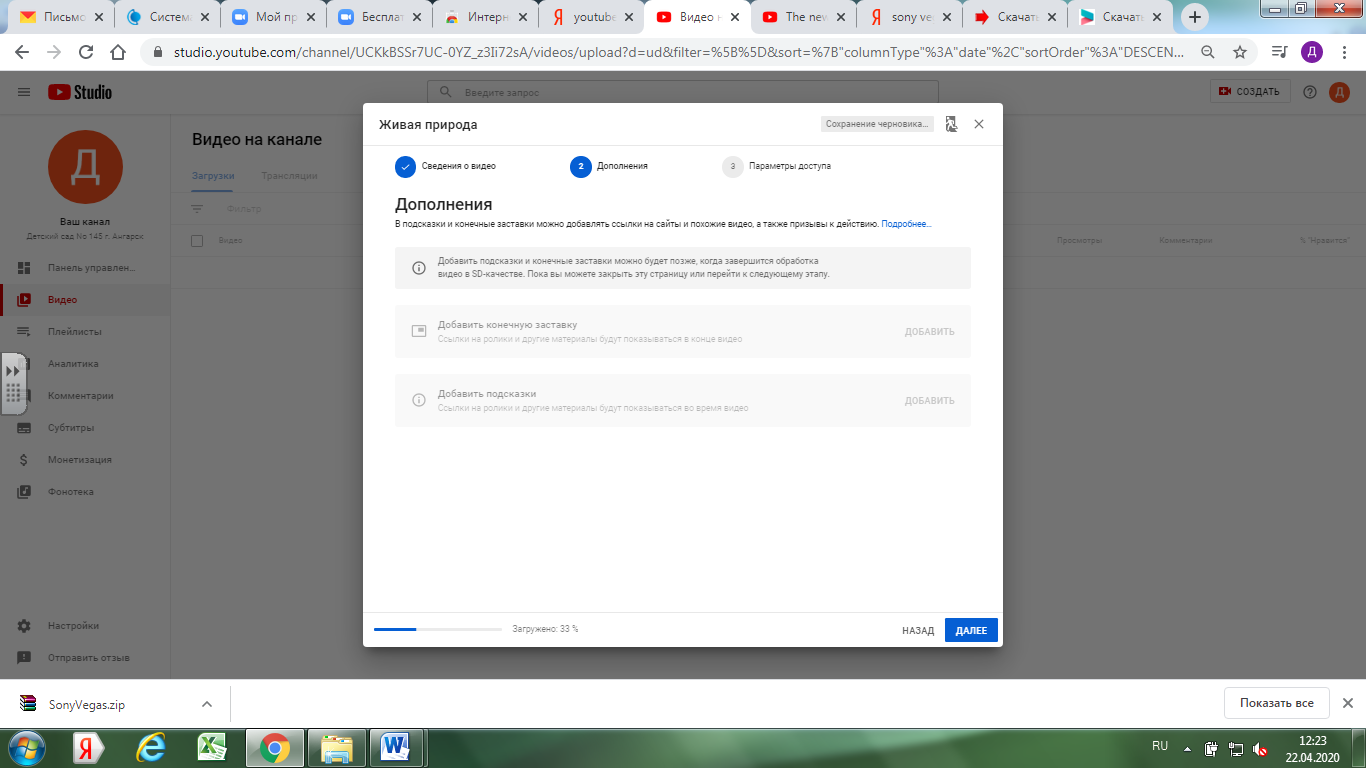 Письмо
Система
Мой пр
Бесплат
Интерн
youtube
Видео н
The new
sony ve
Скачать
Скачать
studio.youtube.com/channel/UCKkBSSr7UC-0YZ_z3Ii72sA/videos/upload?d=ud&filter=%5B%5D&sort=%7B"columnType"%3A"date"%2C"sortOrder"%3A"DESCEN...
Д
Studio
Введите запрос
СОЗДАТЬ
Д
Д
Ваш канал
Детский сад No 145 г. Ангарск
Панель управлен...
Видео
Плейлисты
Аналитика
Комментарии
Субтитры
Монетизация
Фонотека
Настройки
Отправить отзыв
Видео на канале
Загрузки
Трансляции
Фильтр
Видео
Просмотры
Комментарии
% "Нравится"
Живая природа
Сохранение черновика...
Сведения о видео
2 Дополнения
3 Параметры доступа
Дополнения
В подсказки и конечные заставки можно добавлять ссылки на сайты и похожие видео, а также призывы к действию. Подробнее...
Добавить подсказки и конечные заставки можно будет позже, когда завершится обработка
видео в SD-качестве. Пока вы можете закрыть эту страницу или перейти к следующему этапу.
Добавить конечную заставку
Ссылки на ролики и другие материалы будут показываться в конце видео
ДОБАВИТЬ
Добавить подсказки
Ссылки на ролики и другие материалы будут показываться во время видео
ДОБАВИТЬ
Загружено: 33 %
НАЗАД
ДАЛЕЕ
SonyVegas.zip
Показать все
RU
12:23
22.04.2020